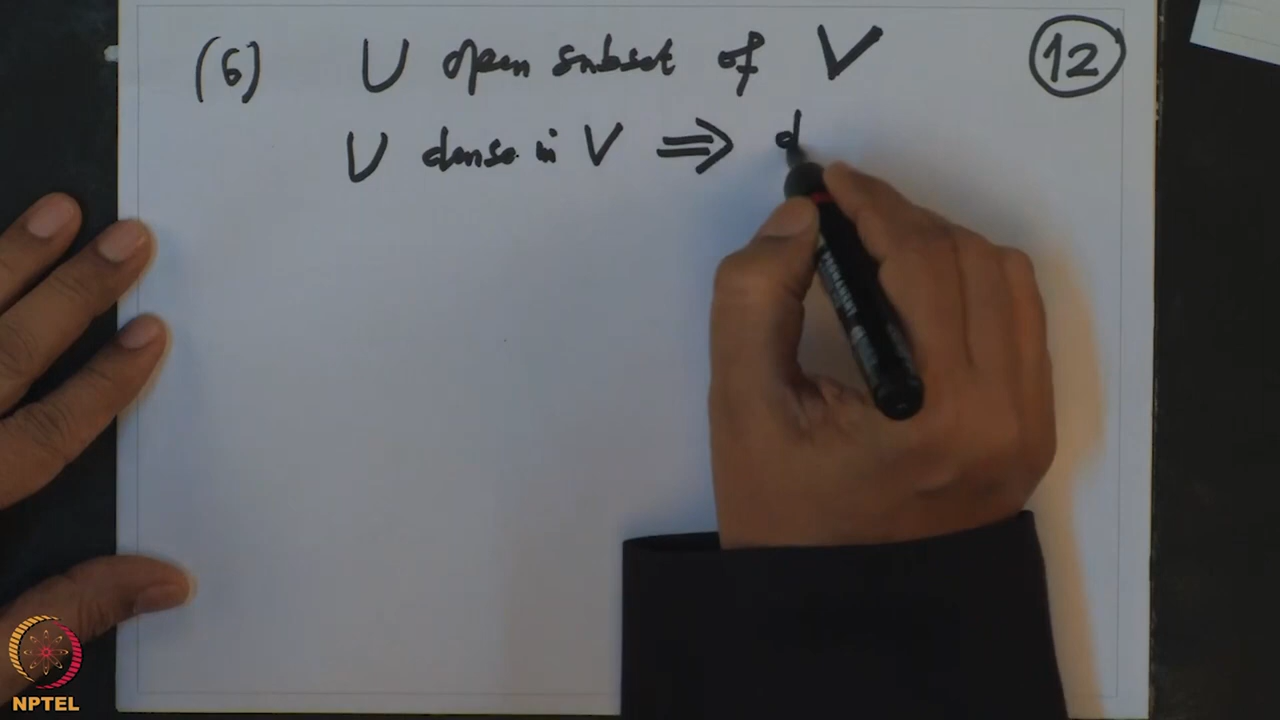 (6) U open subset of V (12)
U dense in V ⇒ d
NPTEL